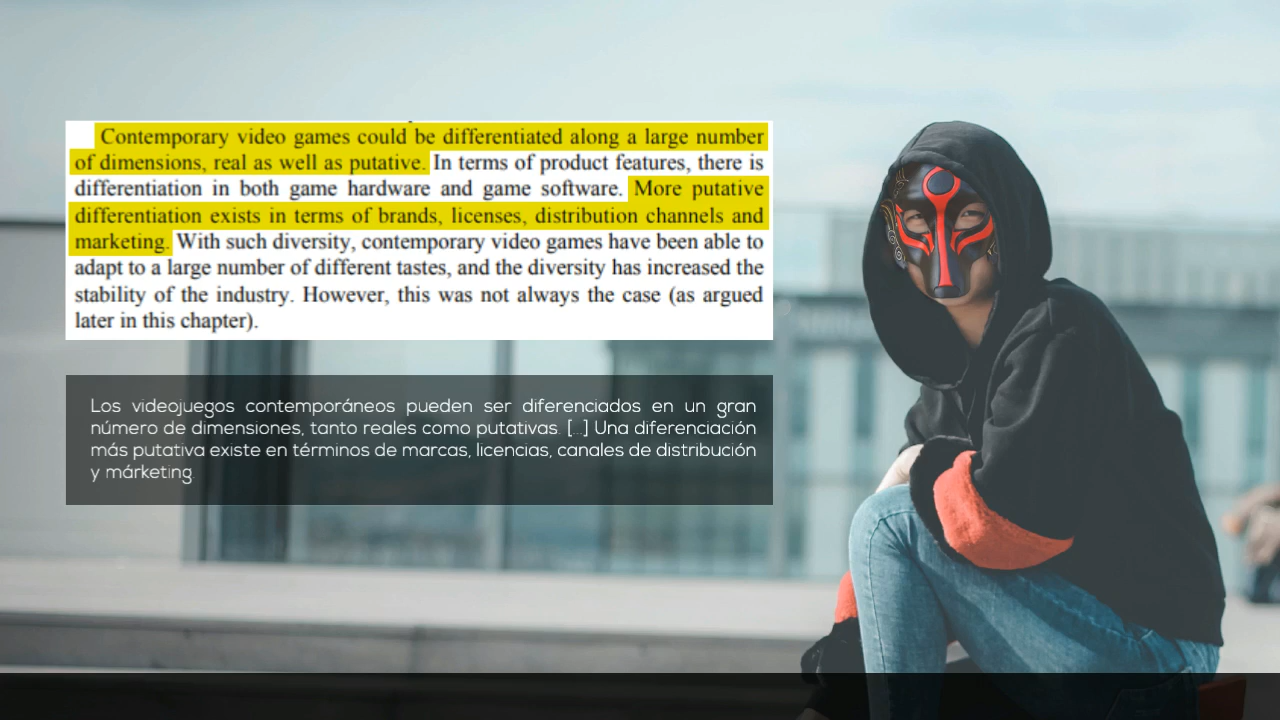 Contemporary video games could be differentiated along a large number
of dimensions, real as well as putative. In terms of product features, there is
differentiation in both game hardware and game software. More putative
differentiation exists in terms of brands, licenses, distribution channels and
marketing. With such diversity, contemporary video games have been able to
adapt to a large number of different tastes, and the diversity has increased the
stability of the industry. However, this was not always the case (as argued
later in this chapter).
Los videojuegos contemporáneos pueden ser diferenciados en un gran
número de dimensiones, tanto reales como putativas. [...] Una diferenciación
más putativa existe en términos de marcas, licencias, canales de distribución
y márketing.